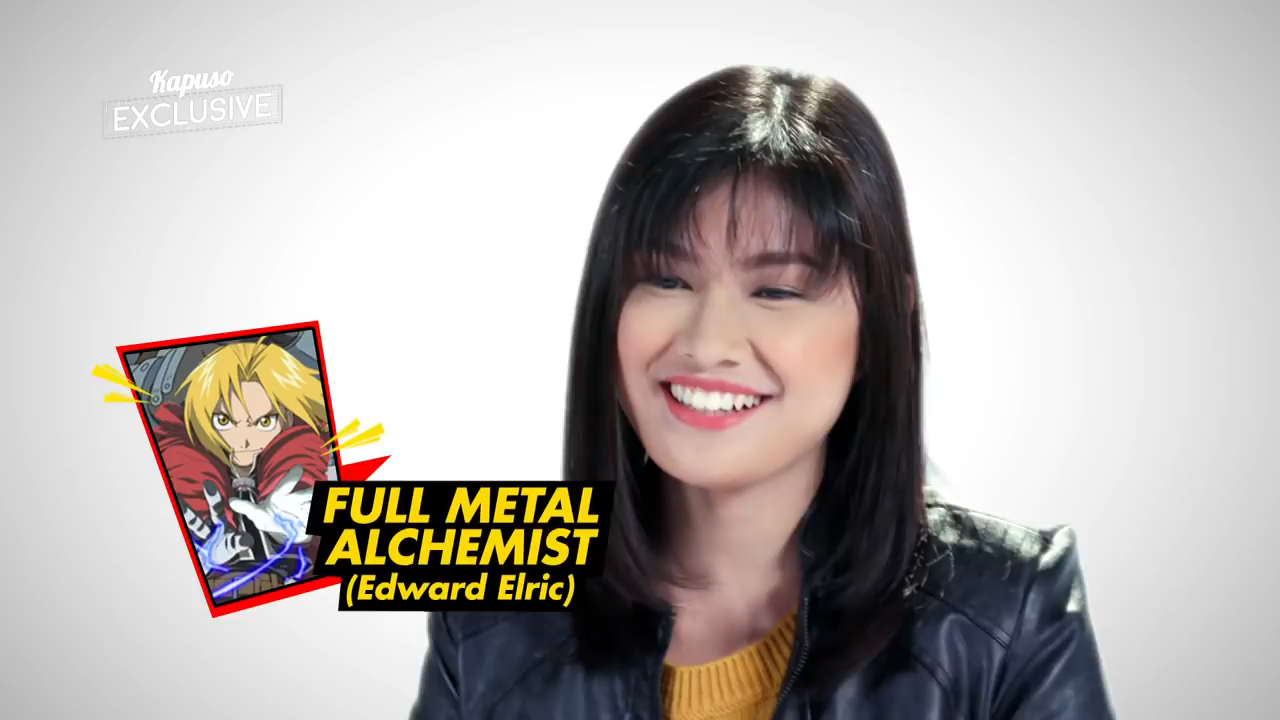 Kapuso
EXCLUSIVE
FULL METAL
ALCHEMIST
(Edward Elric)